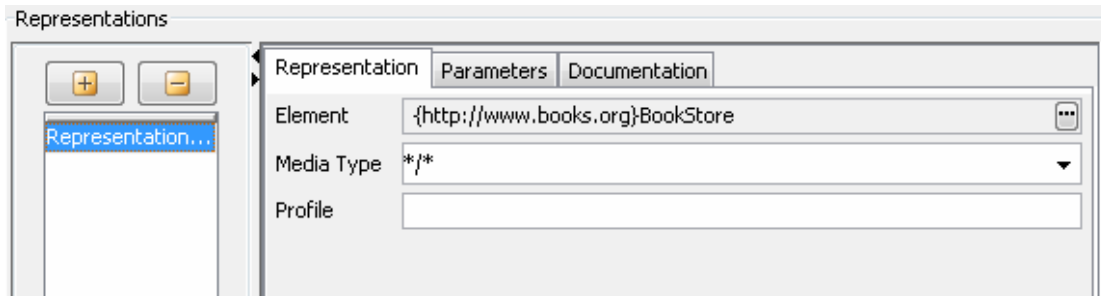 Representations
Representation...
Representation Parameters Documentation
Element {http://www.books.org}BookStore
Media Type */*
Profile